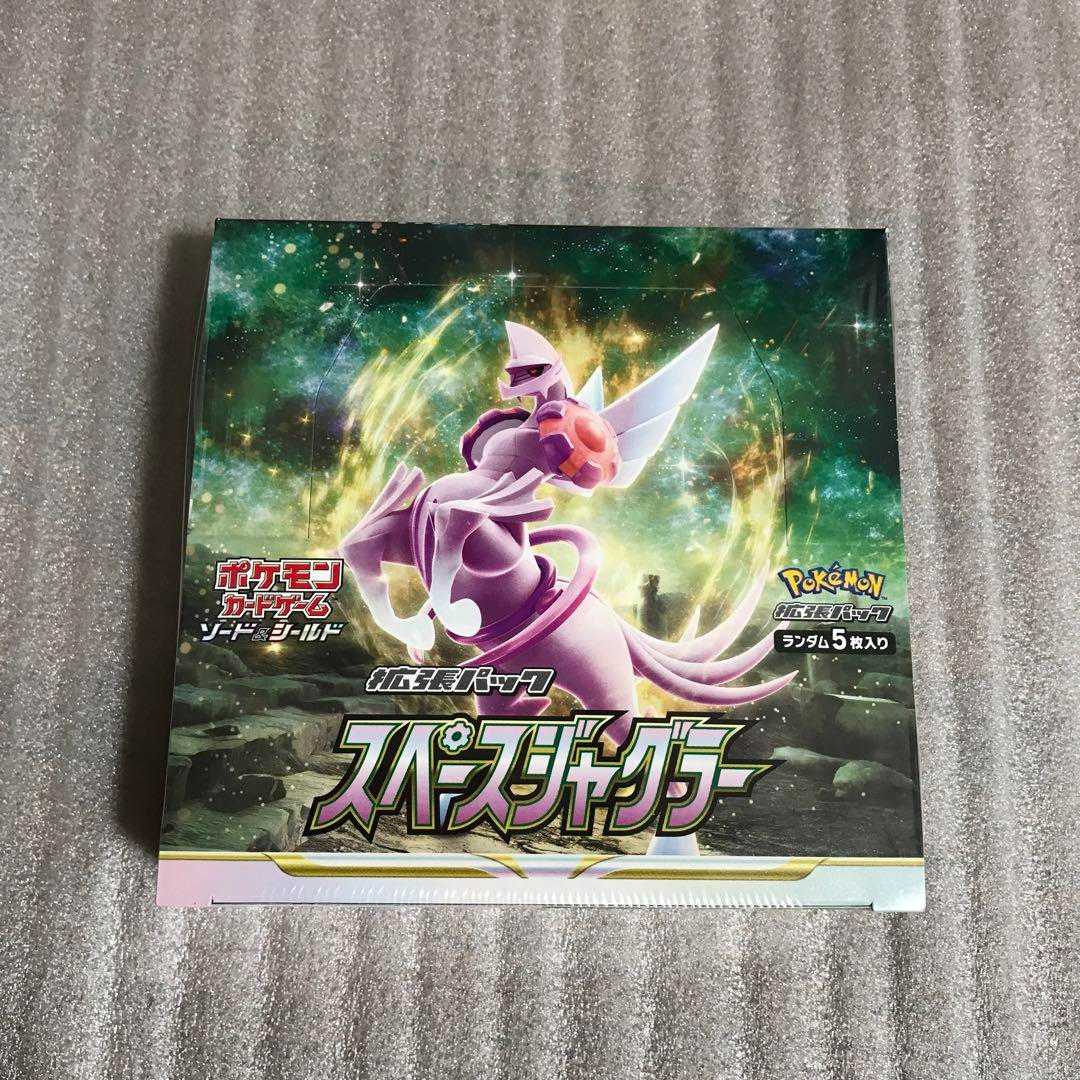 ポケモン
カードゲーム
ソード&シールド
POKÉMON
拡張パック
ランダム5枚入り
拡張パック
スペースジャグラー